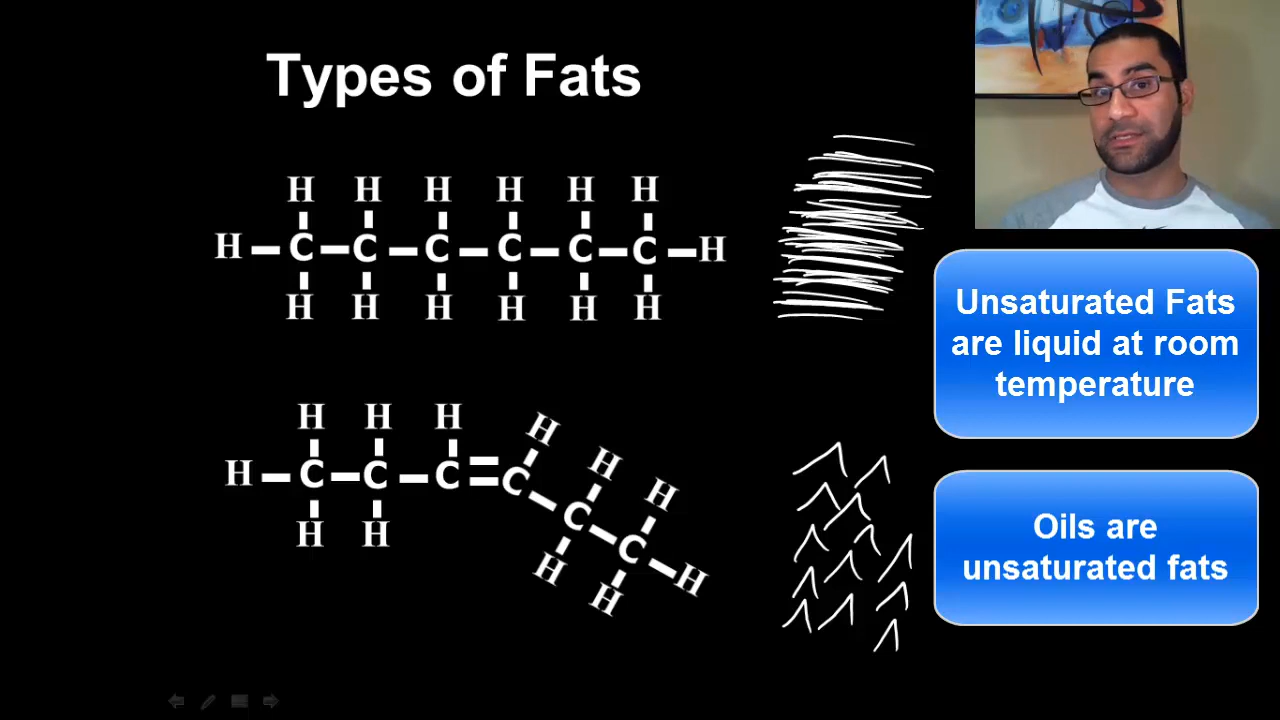 Types of Fats
H H H H H H
H C C C C C C H
H H H H H H
H H H H H H
H C C C C C C H
H H H H
Unsaturated Fats
are liquid at room
temperature
Oils are
unsaturated fats